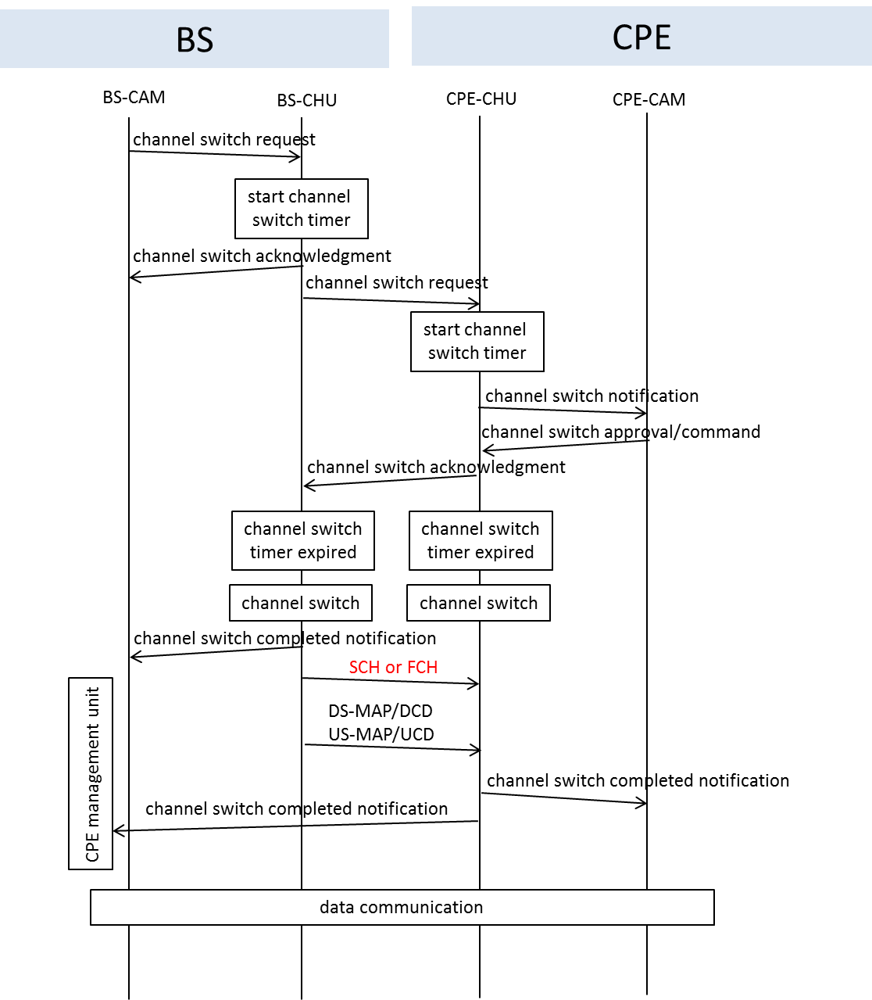 BS
CPE
BS-CAM
BS-CHU
CPE-CHU
CPE-CAM
channel switch request
start channel
switch timer
channel switch acknowledgment
channel switch request
start channel
switch timer
channel switch notification
channel switch approval/command
channel switch acknowledgment
channel switch
timer expired
channel switch
timer expired
channel switch
channel switch
channel switch completed notification
SCH or FCH
CPE management unit
DS-MAP/DCD
US-MAP/UCD
channel switch completed notification
channel switch completed notification
data communication